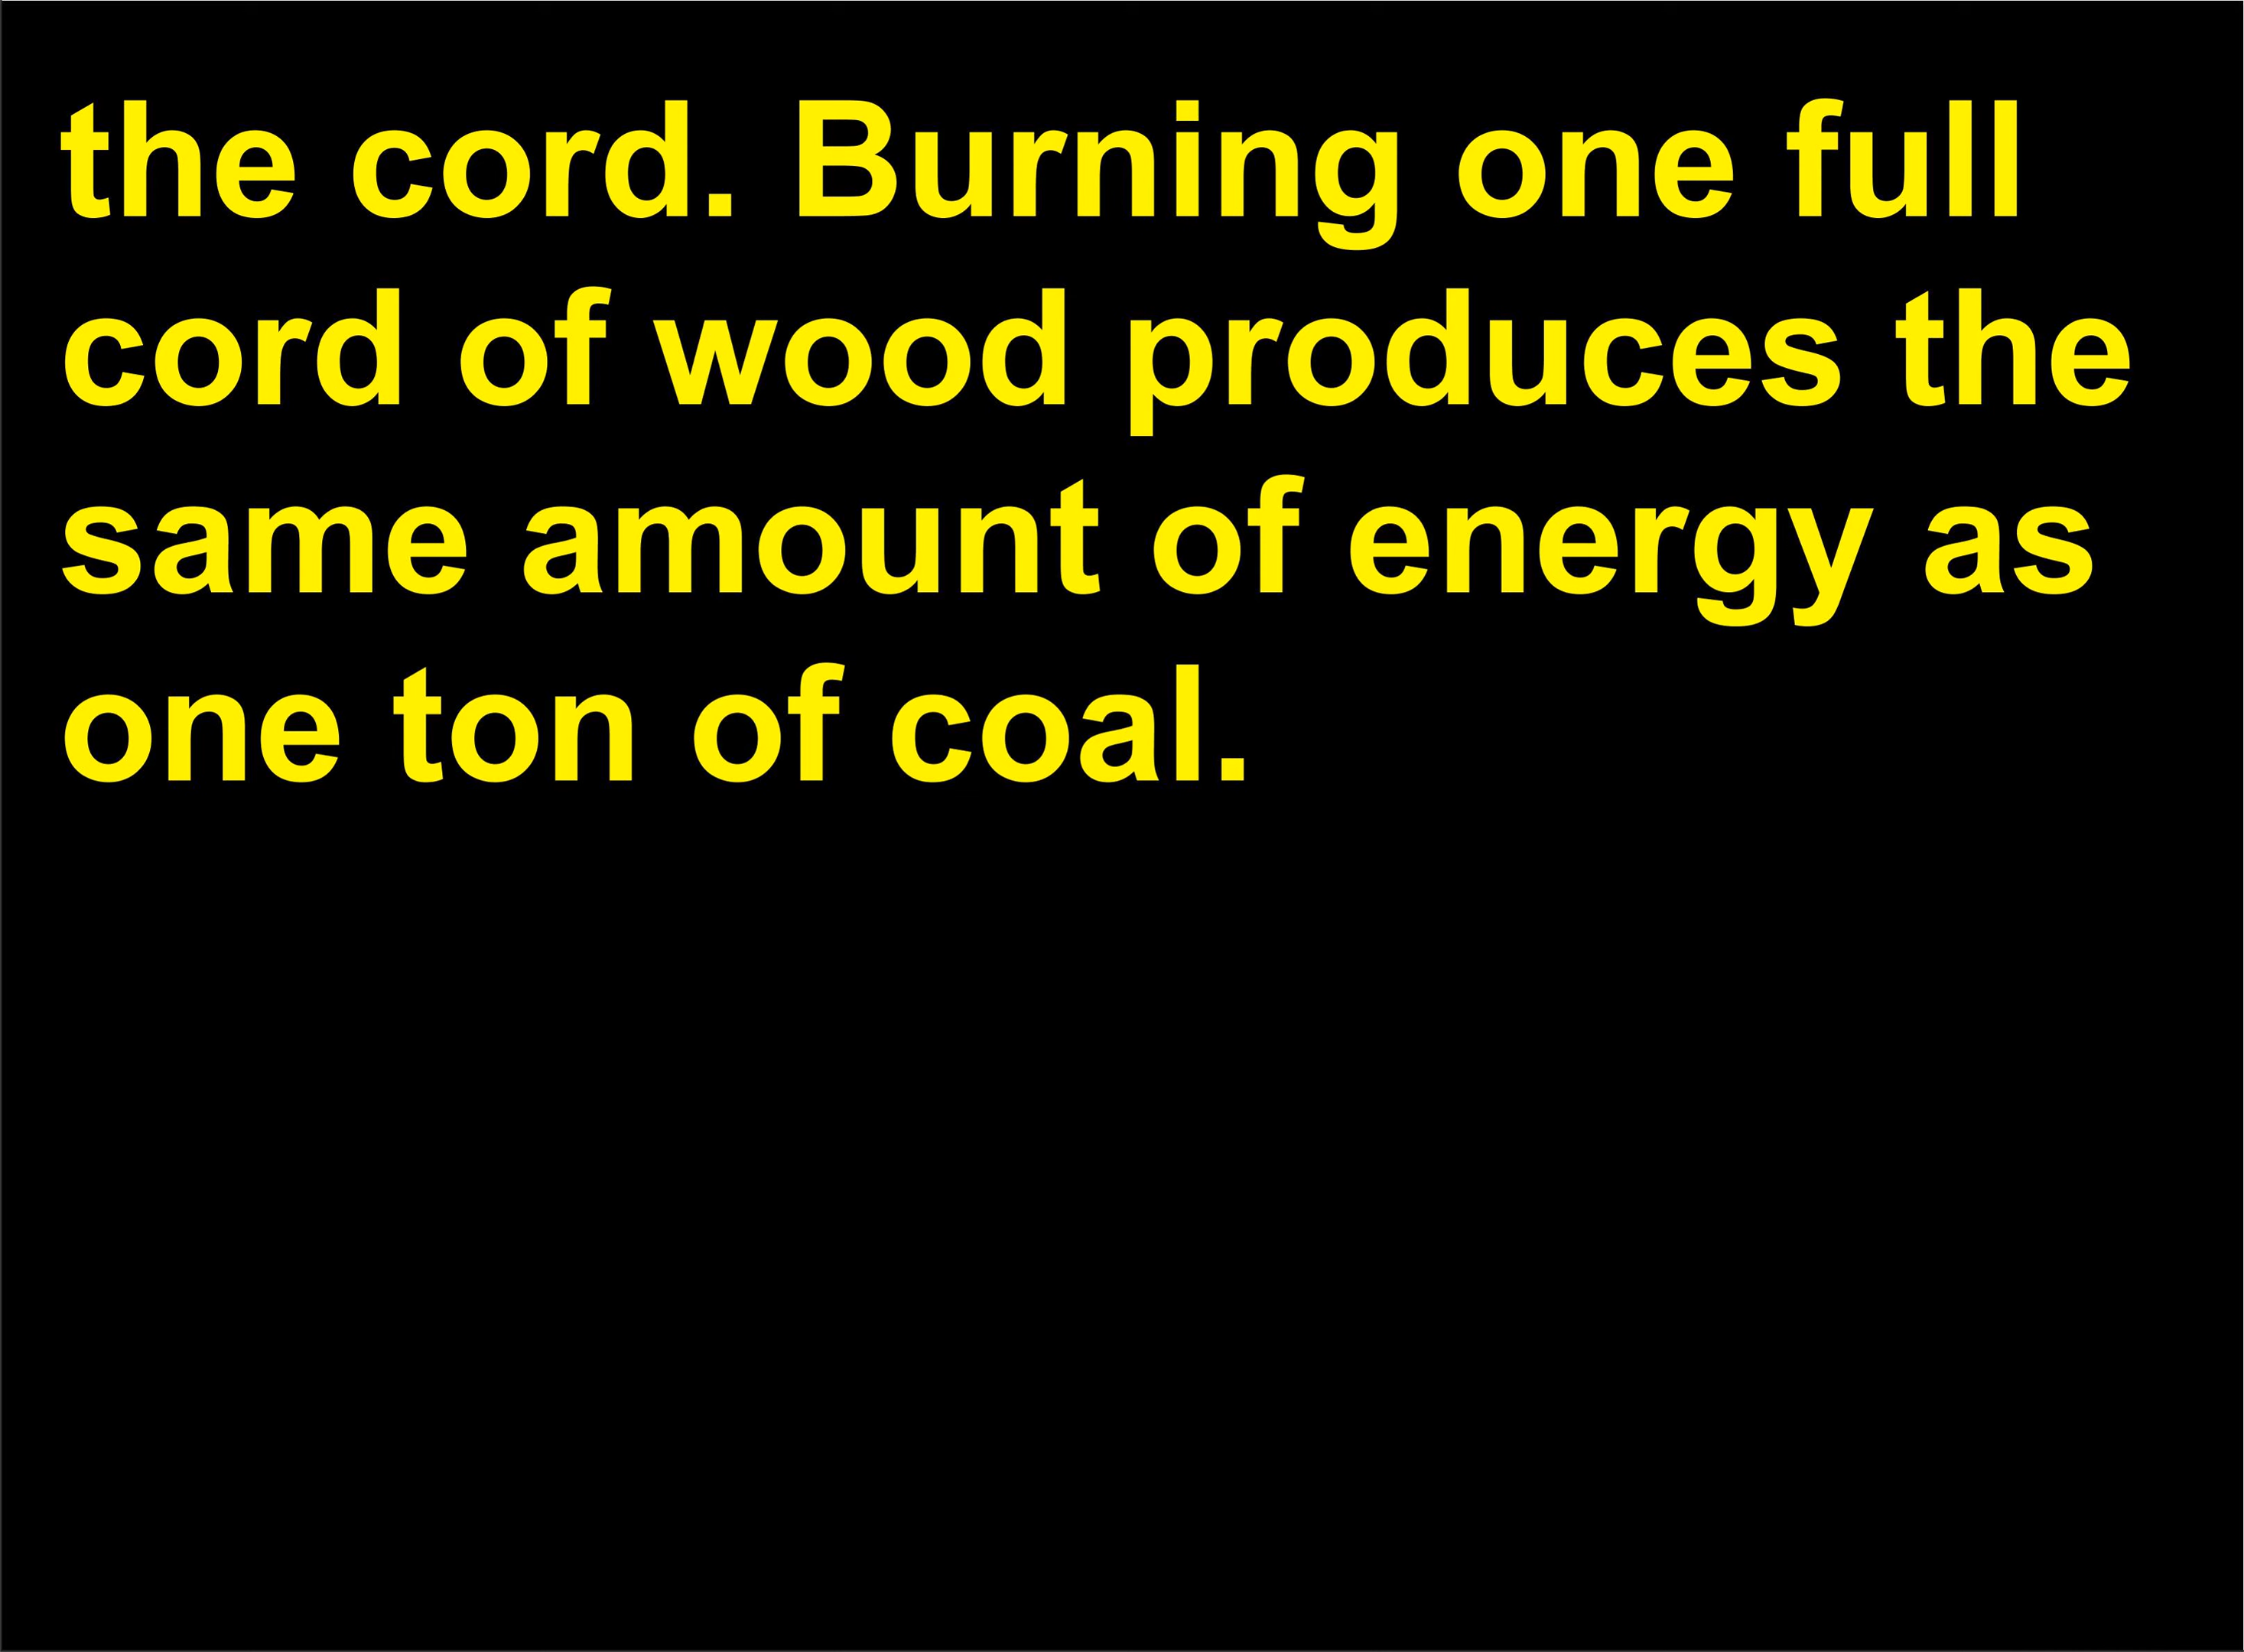 the cord. Burning one full
cord of wood produces the
same amount of energy as
one ton of coal.